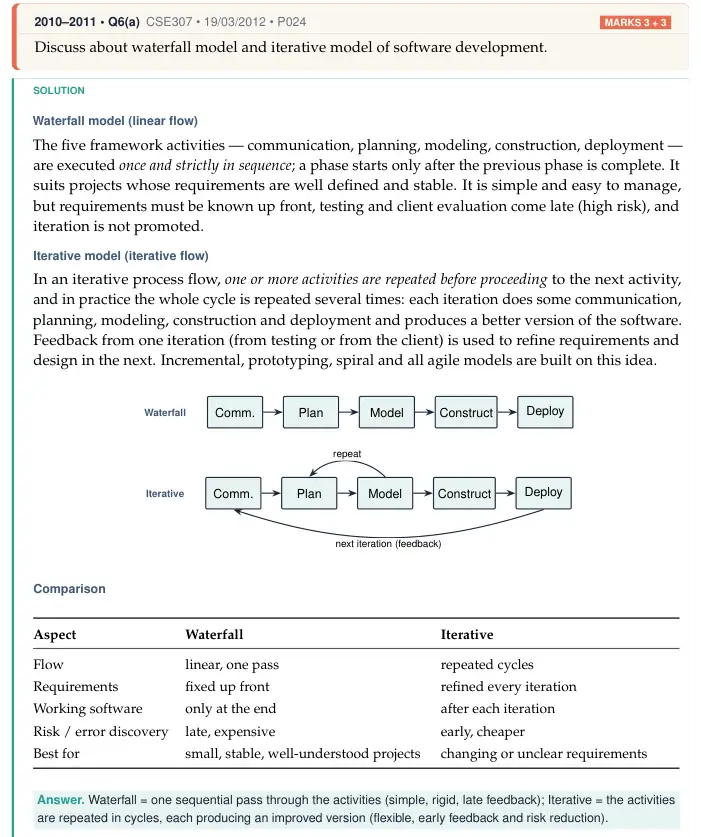 2010–2011 • Q6(a) CSE307 • 19/03/2012 • P024 MARKS 3 + 3
Discuss about waterfall model and iterative model of software development.
SOLUTION
Waterfall model (linear flow)
The five framework activities — communication, planning, modeling, construction, deployment —
are executed once and strictly in sequence; a phase starts only after the previous phase is complete. It
suits projects whose requirements are well defined and stable. It is simple and easy to manage,
but requirements must be known up front, testing and client evaluation come late (high risk), and
iteration is not promoted.
Iterative model (iterative flow)
In an iterative process flow, one or more activities are repeated before proceeding to the next activity,
and in practice the whole cycle is repeated several times: each iteration does some communication,
planning, modeling, construction and deployment and produces a better version of the software.
Feedback from one iteration (from testing or from the client) is used to refine requirements and
design in the next. Incremental, prototyping, spiral and all agile models are built on this idea.
Waterfall Comm. Plan Model Construct Deploy
repeat
Iterative Comm. Plan Model Construct Deploy
next iteration (feedback)
Comparison
Aspect Waterfall Iterative
Flow linear, one pass repeated cycles
Requirements fixed up front refined every iteration
Working software only at the end after each iteration
Risk / error discovery late, expensive early, cheaper
Best for small, stable, well-understood projects changing or unclear requirements
Answer. Waterfall = one sequential pass through the activities (simple, rigid, late feedback); Iterative = the activities
are repeated in cycles, each producing an improved version (flexible, early feedback and risk reduction).